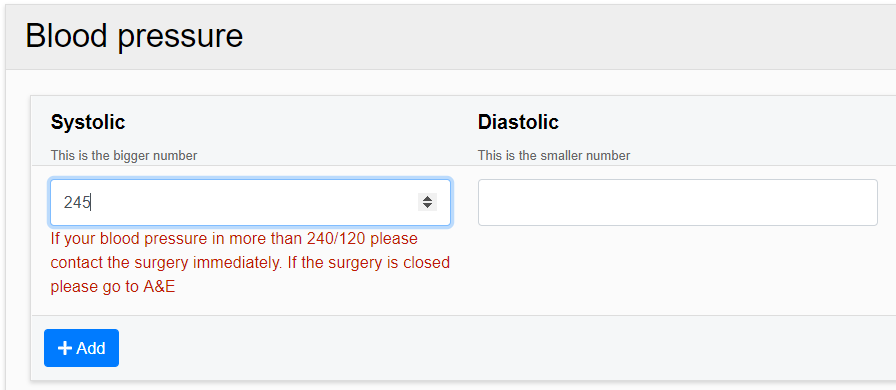 Blood pressure
Systolic
Diastolic
This is the bigger number
This is the smaller number
245
If your blood pressure in more than 240/120 please
contact the surgery immediately. If the surgery is closed
please go to A&E
Add